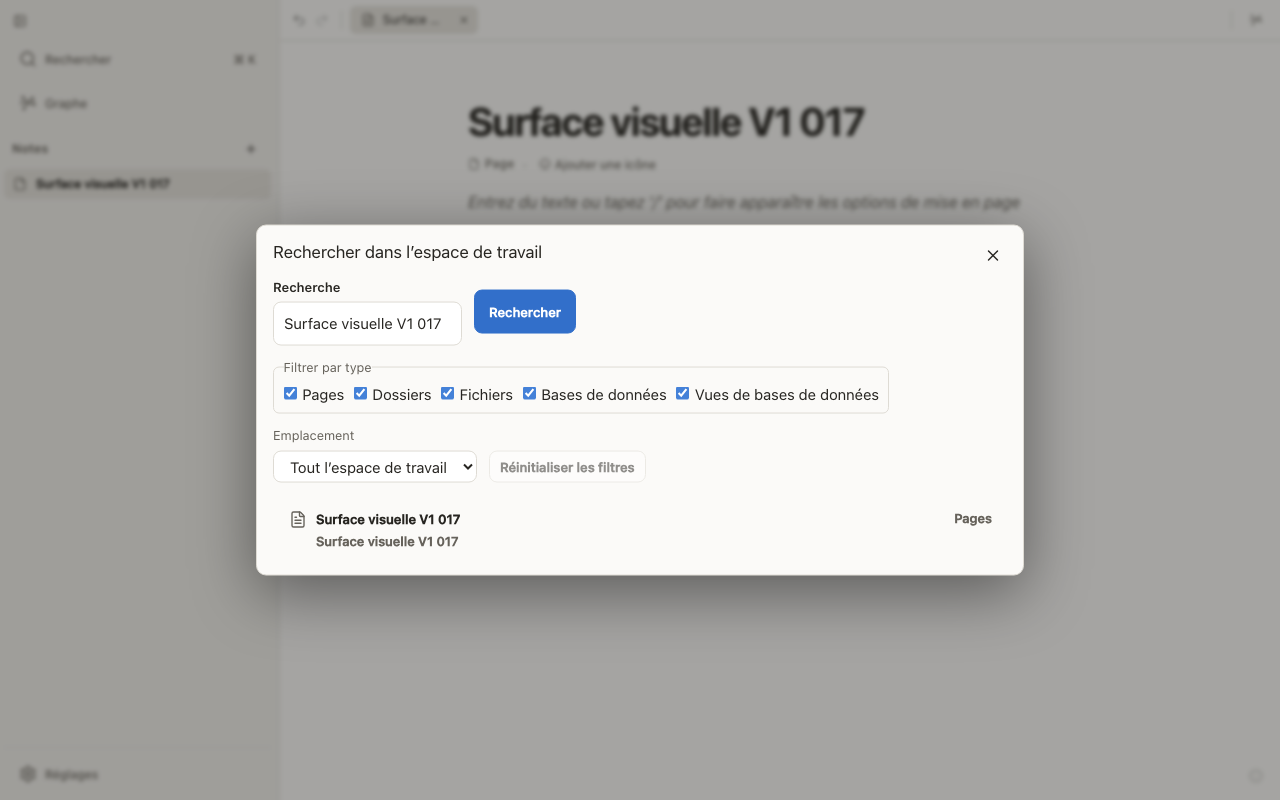 Surface ...
Rechercher ⌘ K
Graphe
Notes +
Surface visuelle V1 017
Surface visuelle V1 017
Page · Ajouter une icône
Entrez du texte ou tapez '/' pour faire apparaître les options de mise en page
Rechercher dans l’espace de travail
Recherche
Surface visuelle V1 017
Rechercher
Filtrer par type
Pages Dossiers Fichiers Bases de données Vues de bases de données
Emplacement
Tout l’espace de travail
Réinitialiser les filtres
Surface visuelle V1 017 Pages
Surface visuelle V1 017
Réglages